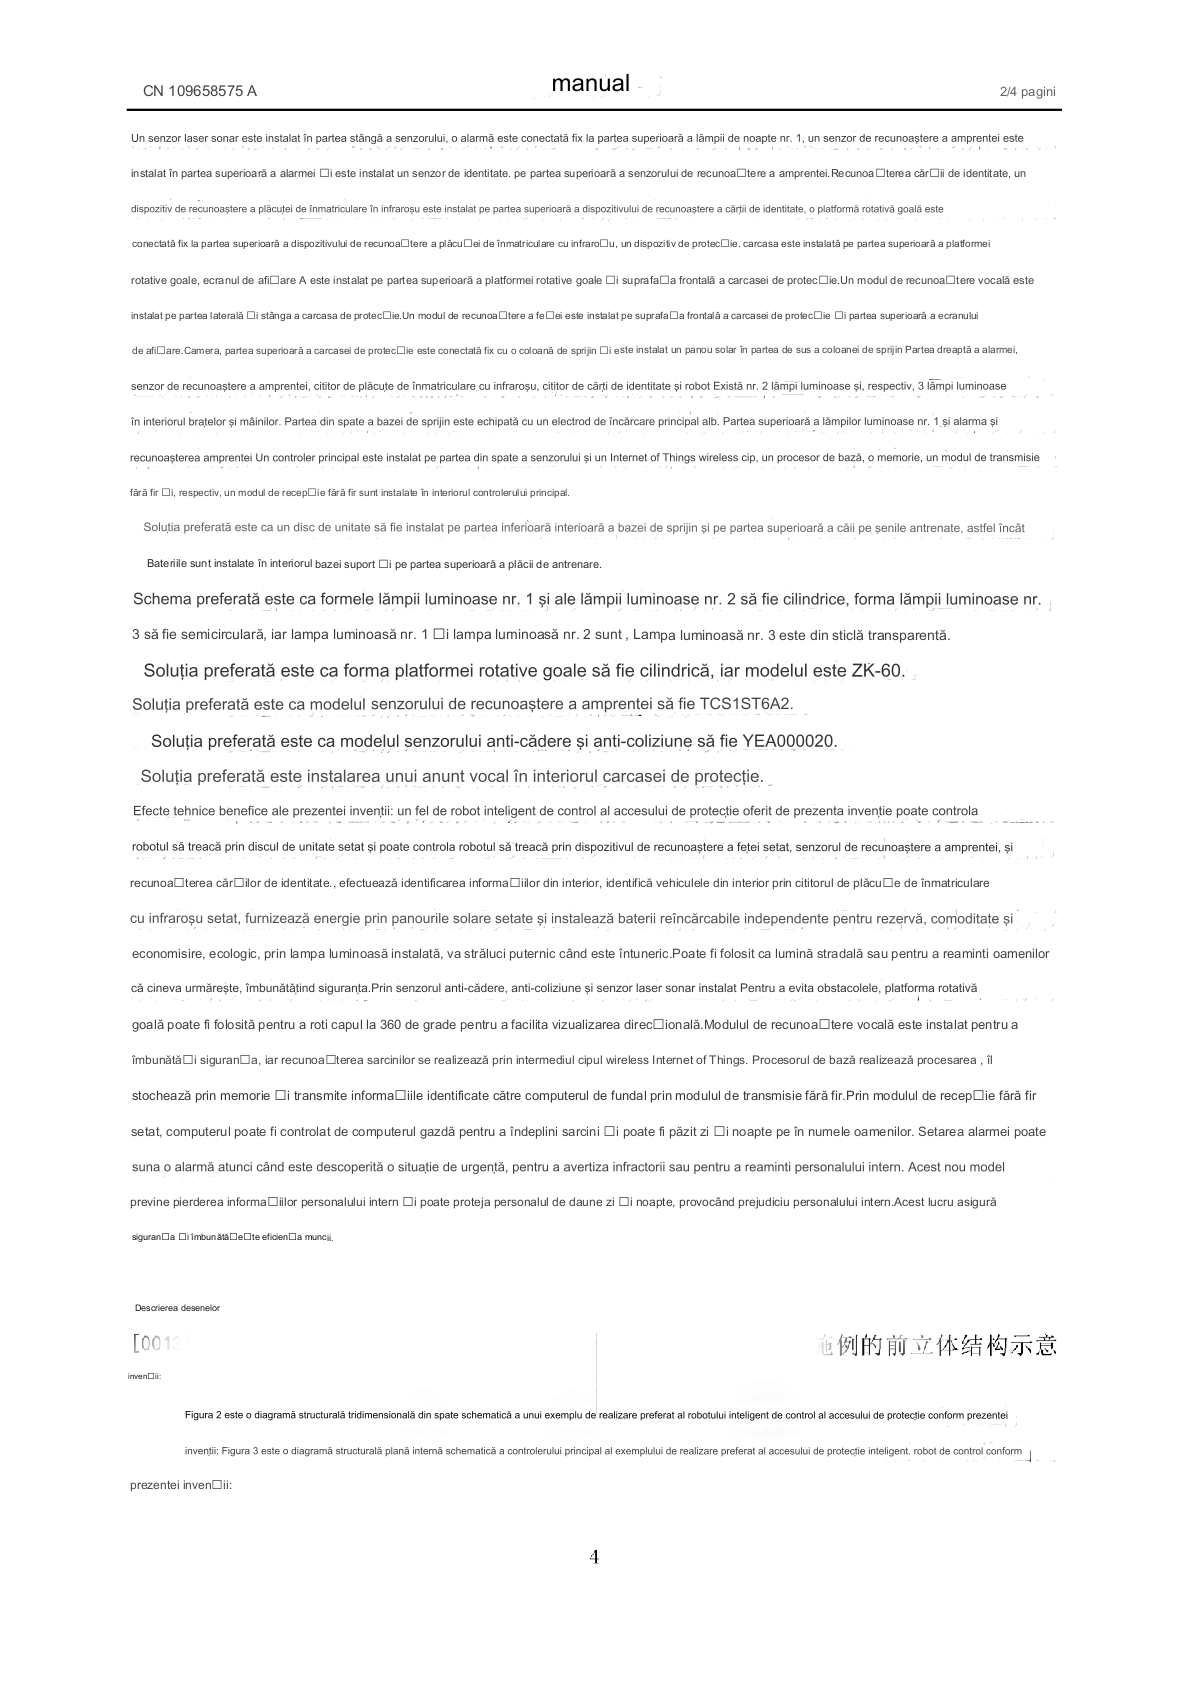 CN 109658575 A
manual
2/4 pagini
Un senzor laser sonar este instalat în partea stângă a senzorului, o alarmă este conectată fix la partea superioară a lămpii de noapte nr. 1, un senzor de recunoaștere a amprentei este
instalat în partea superioară a alarmei □i este instalat un senzor de identitate. pe partea superioară a senzorului de recunoa□tere a amprentei.Recunoa□terea căr□ii de identitate, un
dispozitiv de recunoaștere a plăcuței de înmatriculare în infraroșu este instalat pe partea superioară a dispozitivului de recunoaștere a cărții de identitate, o platformă rotativă goală este
conectată fix la partea superioară a dispozitivului de recunoa□tere a plăcu□ei de înmatriculare cu infraro□u, un dispozitiv de protec□ie. carcasa este instalată pe partea superioară a platformei
rotative goale, ecranul de afi□are A este instalat pe partea superioară a platformei rotative goale □i suprafa□a frontală a carcasei de protec□ie.Un modul de recunoa□tere vocală este
instalat pe partea laterală □i stânga a carcasa de protec□ie.Un modul de recunoa□tere a fe□ei este instalat pe suprafa□a frontală a carcasei de protec□ie □i partea superioară a ecranului
de afi□are.Camera, partea superioară a carcasei de protec□ie este conectată fix cu o coloană de sprijin □i este instalat un panou solar în partea de sus a coloanei de sprijin Partea dreaptă a alarmei,
senzor de recunoaștere a amprentei, cititor de plăcuțe de înmatriculare cu infraroșu, cititor de cărți de identitate și robot Există nr. 2 lămpi luminoase și, respectiv, 3 lămpi luminoase
în interiorul brațelor și mâinilor. Partea din spate a bazei de sprijin este echipată cu un electrod de încărcare principal alb. Partea superioară a lămpilor luminoase nr. 1 și alarma și
recunoașterea amprentei Un controler principal este instalat pe partea din spate a senzorului și un Internet of Things wireless cip, un procesor de bază, o memorie, un modul de transmisie
fără fir □i, respectiv, un modul de recep□ie fără fir sunt instalate în interiorul controlerului principal.
Soluția preferată este ca un disc de unitate să fie instalat pe partea inferioară interioară a bazei de sprijin și pe partea superioară a căii pe șenile antrenate, astfel încât
Bateriile sunt instalate în interiorul bazei suport □i pe partea superioară a plăcii de antrenare.
Schema preferată este ca formele lămpii luminoase nr. 1 și ale lămpii luminoase nr. 2 să fie cilindrice, forma lămpii luminoase nr.
3 să fie semicirculară, iar lampa luminoasă nr. 1 □i lampa luminoasă nr. 2 sunt , Lampa luminoasă nr. 3 este din sticlă transparentă.
Soluția preferată este ca forma platformei rotative goale să fie cilindrică, iar modelul este ZK-60.
Soluția preferată este ca modelul senzorului de recunoaștere a amprentei să fie TCS1ST6A2.
Soluția preferată este ca modelul senzorului anti-cădere și anti-coliziune să fie YEA000020.
Soluția preferată este instalarea unui anunt vocal în interiorul carcasei de protecție.
Efecte tehnice benefice ale prezentei invenții: un fel de robot inteligent de control al accesului de protecție oferit de prezenta invenție poate controla
robotul să treacă prin discul de unitate setat și poate controla robotul să treacă prin dispozitivul de recunoaștere a feței setat, senzorul de recunoaștere a amprentei, și
recunoa□terea căr□ilor de identitate., efectuează identificarea informa□iilor din interior, identifică vehiculele din interior prin cititorul de plăcu□e de înmatriculare
cu infraroșu setat, furnizează energie prin panourile solare setate și instalează baterii reîncărcabile independente pentru rezervă, comoditate și
economisire, ecologic, prin lampa luminoasă instalată, va străluci puternic când este întuneric.Poate fi folosit ca lumină stradală sau pentru a reaminti oamenilor
că cineva urmărește, îmbunătățind siguranța.Prin senzorul anti-cădere, anti-coliziune și senzor laser sonar instalat Pentru a evita obstacolele, platforma rotativă
goală poate fi folosită pentru a roti capul la 360 de grade pentru a facilita vizualizarea direc□ională.Modulul de recunoa□tere vocală este instalat pentru a
îmbunătă□i siguran□a, iar recunoa□terea sarcinilor se realizează prin intermediul cipul wireless Internet of Things. Procesorul de bază realizează procesarea , îl
stochează prin memorie □i transmite informa□iile identificate către computerul de fundal prin modulul de transmisie fără fir.Prin modulul de recep□ie fără fir
setat, computerul poate fi controlat de computerul gazdă pentru a îndeplini sarcini □i poate fi păzit zi □i noapte pe în numele oamenilor. Setarea alarmei poate
suna o alarmă atunci când este descoperită o situație de urgență, pentru a avertiza infractorii sau pentru a reaminti personalului intern. Acest nou model
previne pierderea informa□iilor personalului intern □i poate proteja personalul de daune zi □i noapte, provocând prejudiciu personalului intern.Acest lucru asigură
siguran□a □i îmbunătă□e□te eficien□a muncii.
Descrierea desenelor
[0013 施例的前立体结构示意
inven□ii:
Figura 2 este o diagramă structurală tridimensională din spate schematică a unui exemplu de realizare preferat al robotului inteligent de control al accesului de protecție conform prezentei
invenții: Figura 3 este o diagramă structurală plană internă schematică a controlerului principal al exemplului de realizare preferat al accesului de protecție inteligent. robot de control conform
prezentei inven□ii:
4